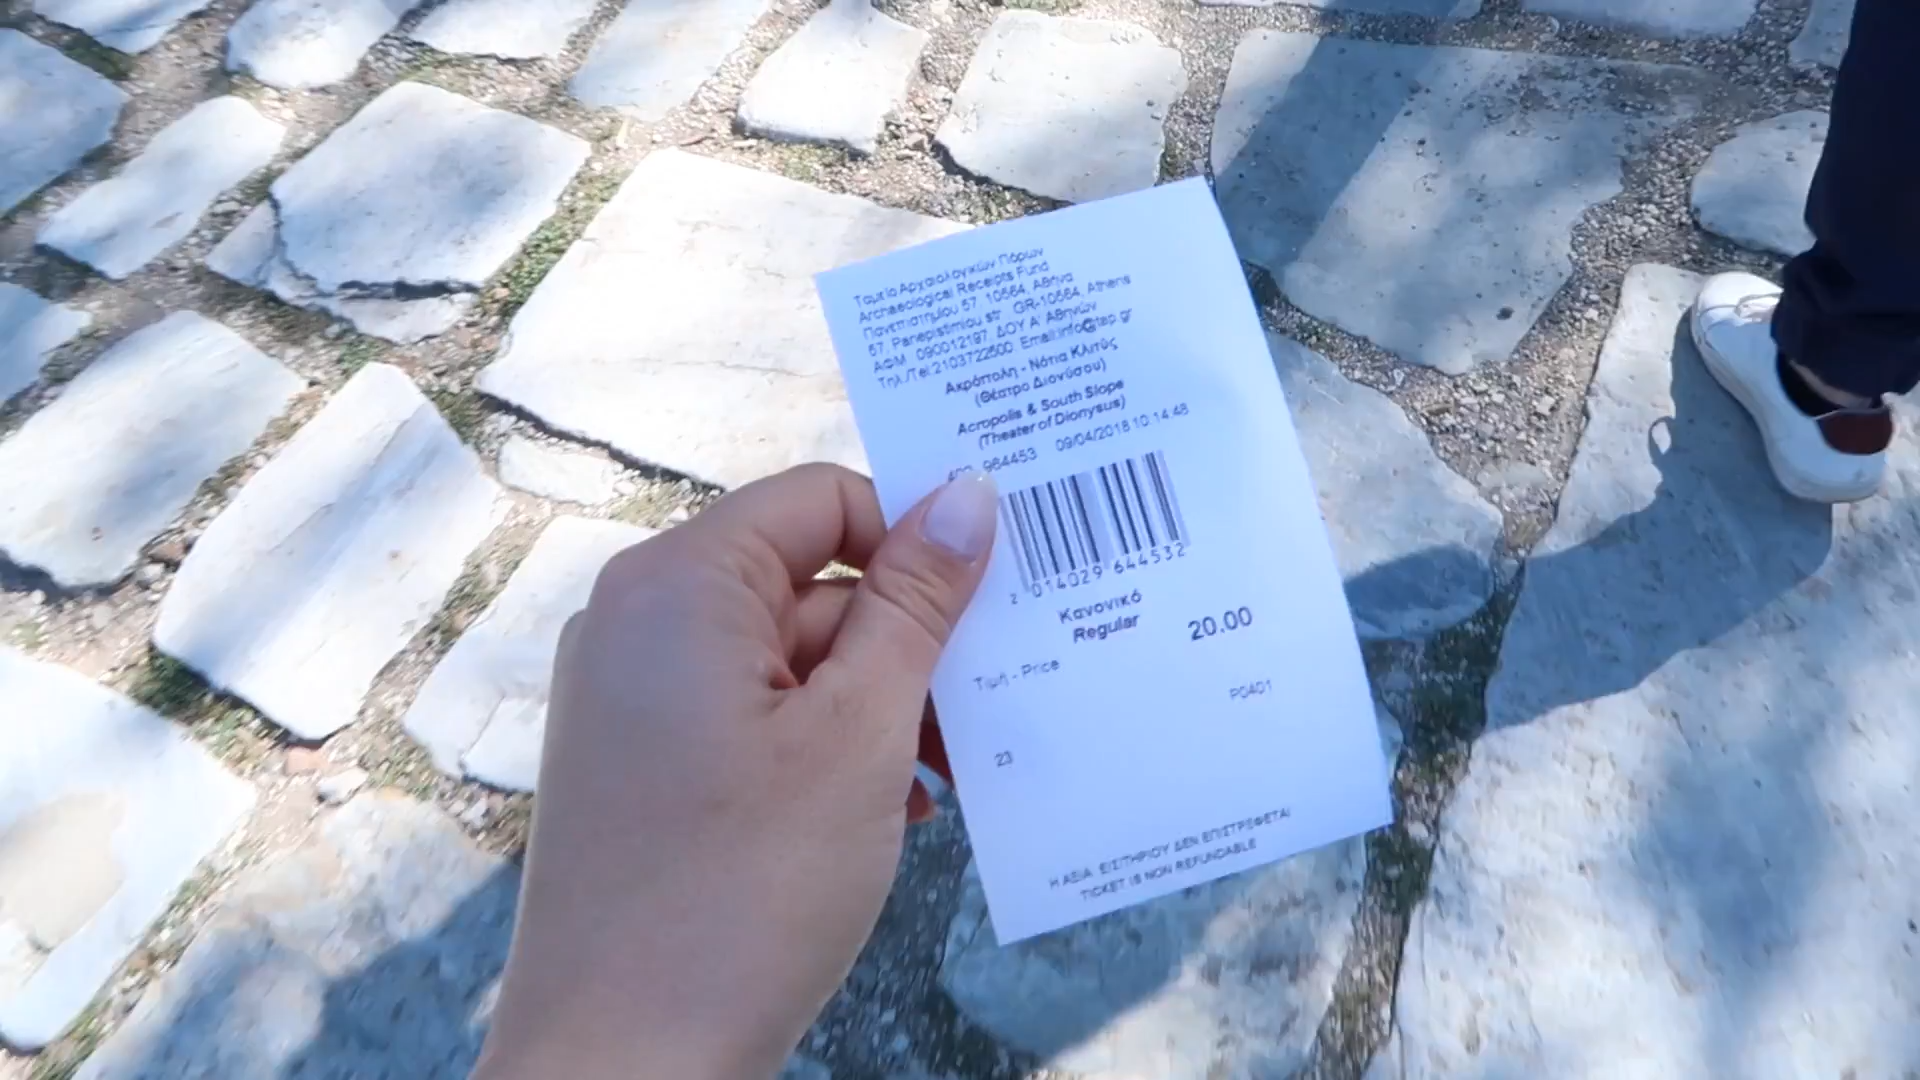 Ταμείο Αρχαιολογικών Πόρων
Archaeological Receipts Fund
Πανεπιστημίου 57, 10564, Αθήνα
57, Panepistimiou str GR-10564, Athens
ΑΦΜ 090012197 ΔΟΥ Α' Αθηνών
Τηλ./Tel:2103722500 Email:info@tap.gr
Ακρόπολη - Νότια Κλιτύς
(Θέατρο Διονύσου)
Acropolis & South Slope
(Theater of Dionysus)
964453 09/04/2018 10:14:48
2 014029 644532
Κανονικό
Regular
20.00
Τιμή - Price
P0401
23
Η ΑΞΙΑ ΕΙΣΙΤΗΡΙΟΥ ΔΕΝ ΕΠΙΣΤΡΕΦΕΤΑΙ
TICKET IS NON REFUNDABLE